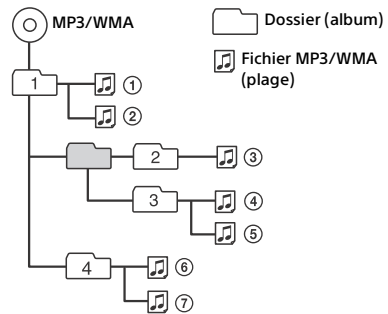 MP3/WMA
Dossier (album)
Fichier MP3/WMA
(plage)
1
①
②
2
③
3
④
⑤
4
⑥
⑦